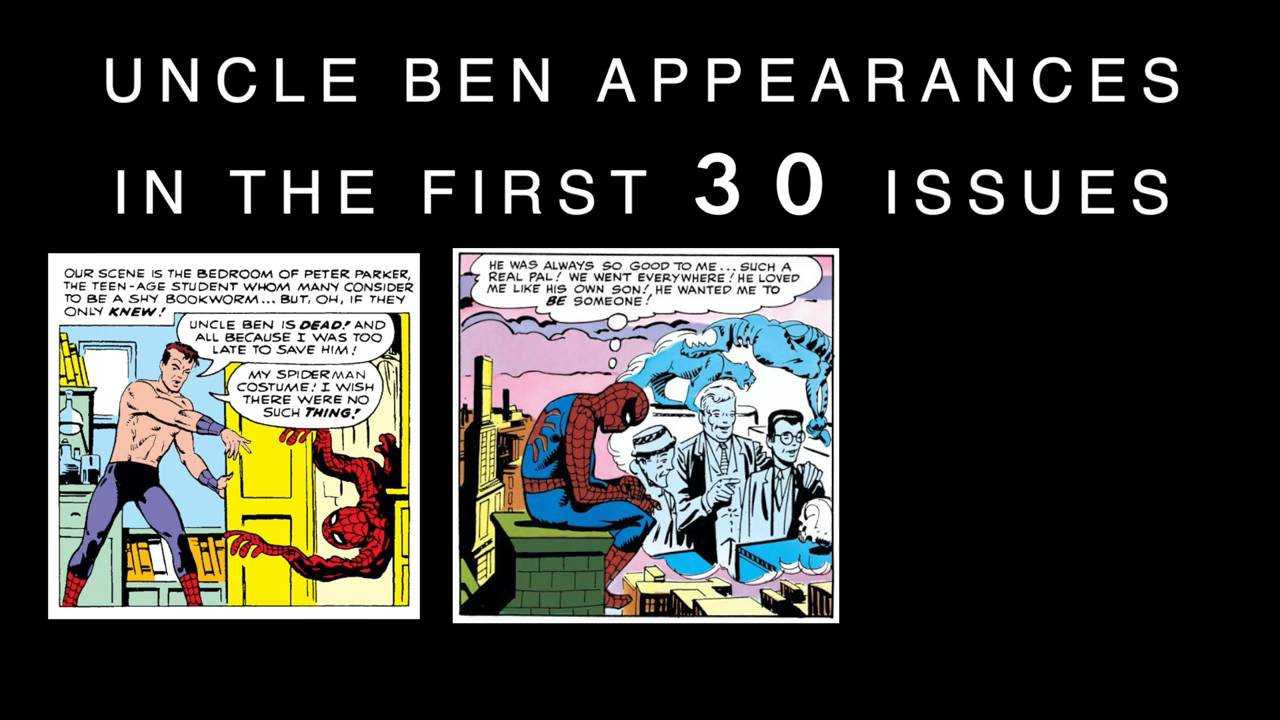 UNCLE BEN APPEARANCES
IN THE FIRST 30 ISSUES
OUR SCENE IS THE BEDROOM OF PETER PARKER,
THE TEEN-AGE STUDENT WHOM MANY CONSIDER
TO BE A SHY BOOKWORM... BUT, OH, IF THEY
ONLY KNEW!
UNCLE BEN IS DEAD! AND
ALL BECAUSE I WAS TOO
LATE TO SAVE HIM!
MY SPIDERMAN
COSTUME! I WISH
THERE WERE NO
SUCH THING!
HE WAS ALWAYS SO GOOD TO ME... SUCH A
REAL PAL! WE WENT EVERYWHERE! HE LOVED
ME LIKE HIS OWN SON! HE WANTED ME TO
BE SOMEONE!